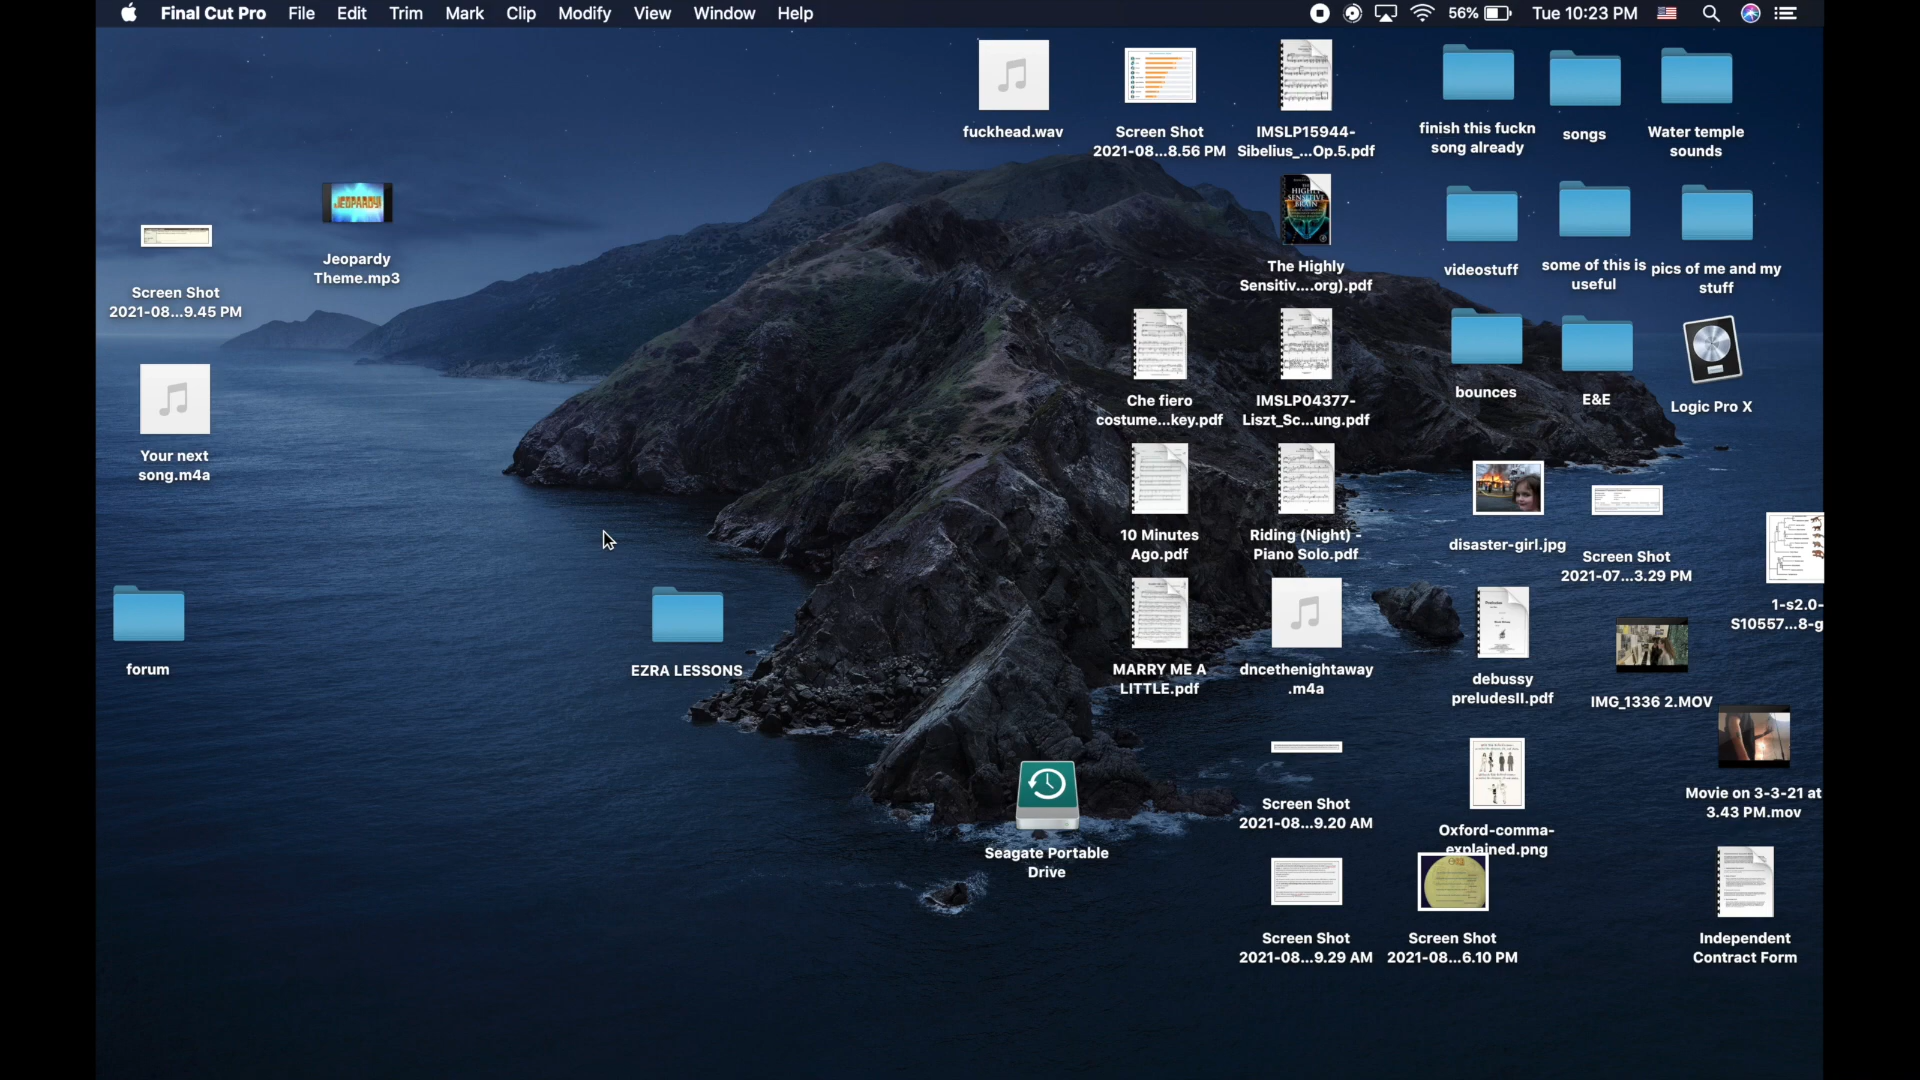 Final Cut Pro File Edit Trim Mark Clip Modify View Window Help 56% Tue 10:23 PM
fuckhead.wav
Screen Shot
2021-08...8.56 PM
IMSLP15944-
Sibelius_...Op.5.pdf
finish this fuckn
song already
songs
Water temple
sounds
JEOPARDY!
Jeopardy
Theme.mp3
Screen Shot
2021-08...9.45 PM
THE
HIGHLY
SENSITIVE
BRAIN
The Highly
Sensitiv....org).pdf
videostuff
some of this is
useful
pics of me and my
stuff
Your next
song.m4a
Che fiero
costume...key.pdf
IMSLP04377-
Liszt_Sc...ung.pdf
bounces
E&E
Logic Pro X
10 Minutes
Ago.pdf
Riding (Night) -
Piano Solo.pdf
disaster-girl.jpg
Screen Shot
2021-07...3.29 PM
1-s2.0-
S10557...8-g
forum
EZRA LESSONS
MARRY ME A
LITTLE.pdf
dncethenightaway
.m4a
debussy
preludesII.pdf
IMG_1336 2.MOV
Movie on 3-3-21 at
3.43 PM.mov
Seagate Portable
Drive
Screen Shot
2021-08...9.20 AM
Oxford-comma-
explained.png
Screen Shot
2021-08...9.29 AM
Screen Shot
2021-08...6.10 PM
Independent
Contract Form